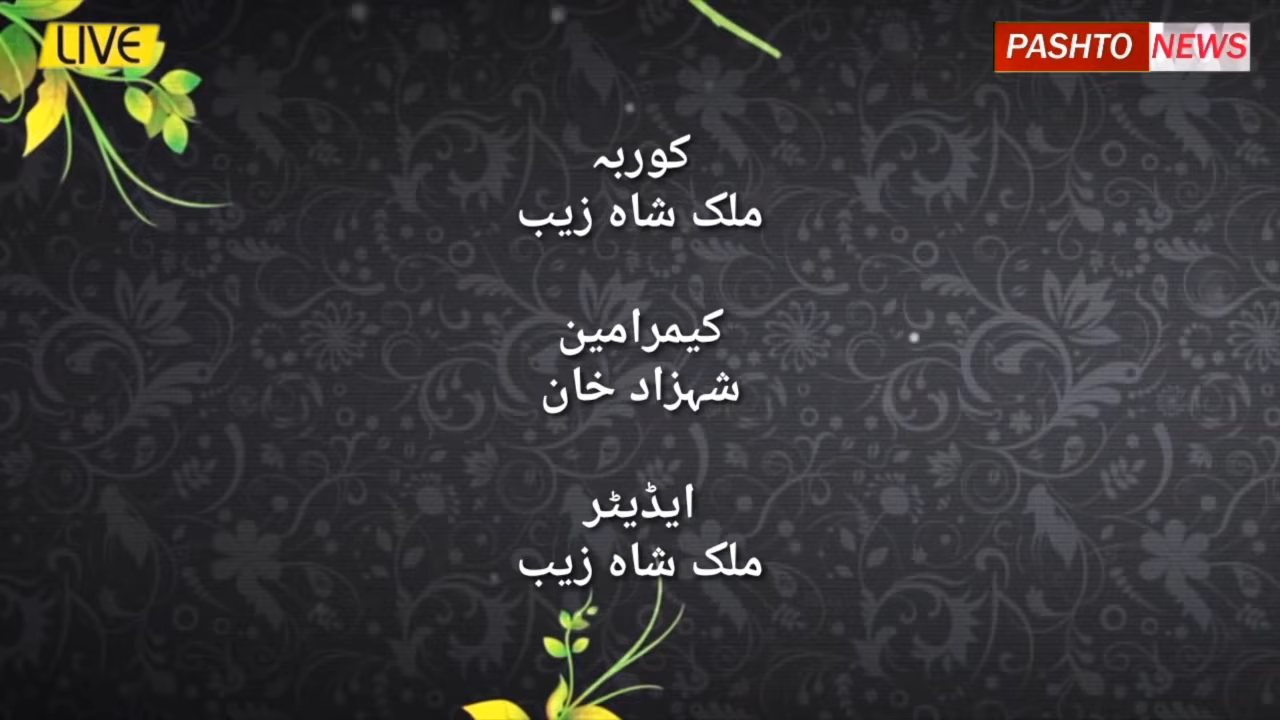 LIVE
PASHTO NEWS
کوربہ
ملک شاہ زیب
کیمرامین
شہزاد خان
ایڈیٹر
ملک شاہ زیب